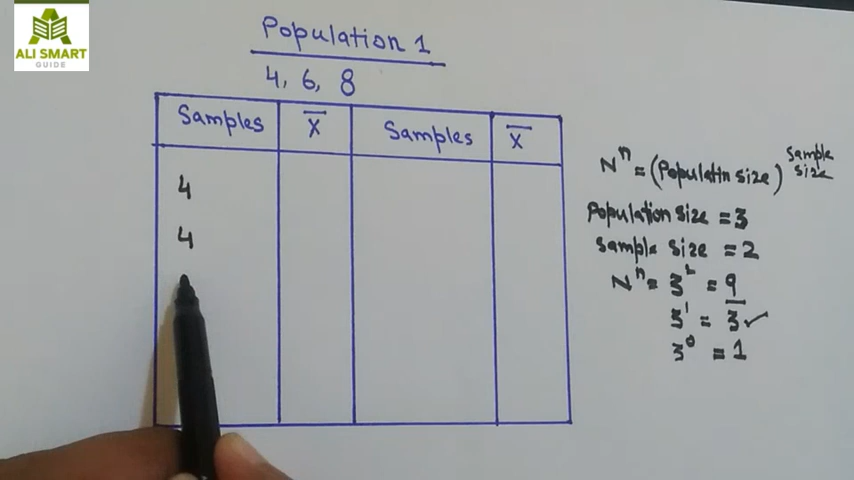 ALI SMART
GUIDE
Population 1
4, 6, 8
Samples X̅ Samples X̅
4
4
Nⁿ = (Populatin size) Sample size
Population size = 3
Sample size = 2
Nⁿ = 3² = 9
3¹ = 3 ✓
3⁰ = 1